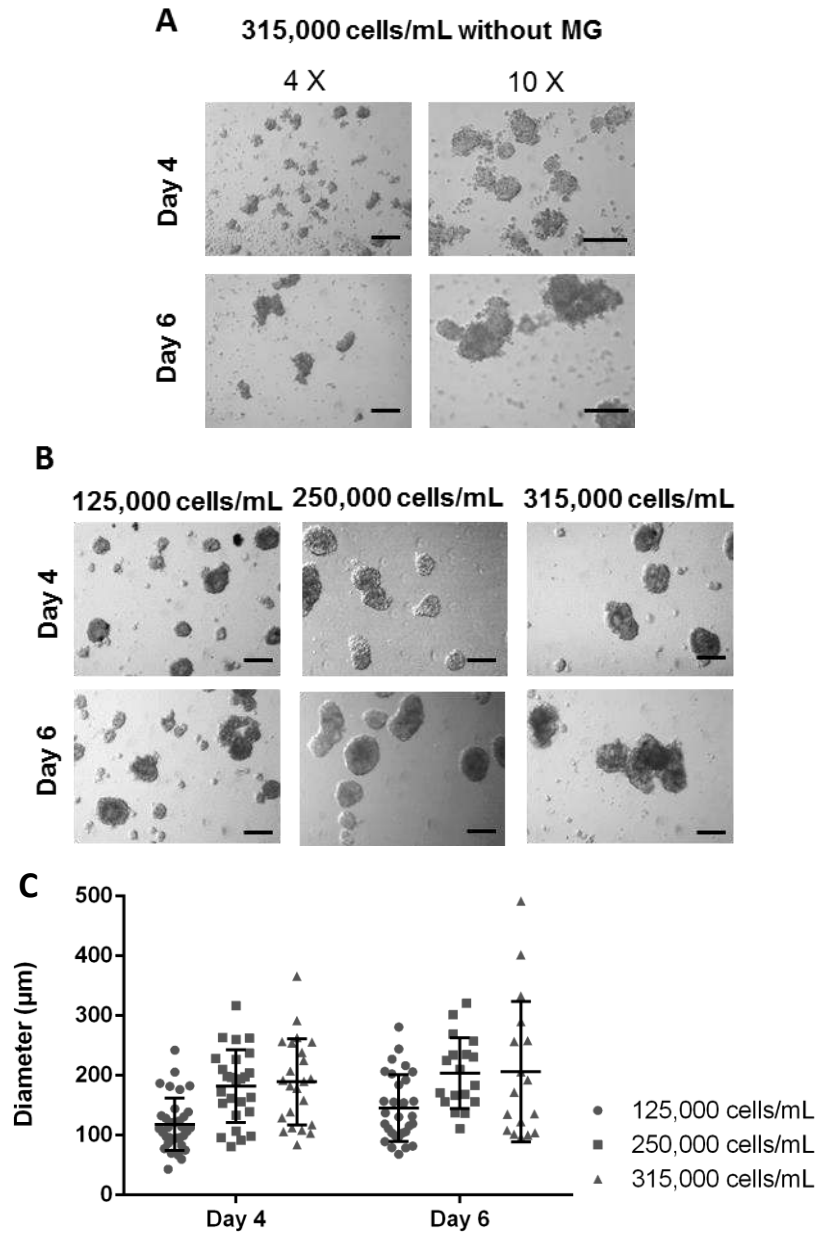 A
315,000 cells/mL without MG
4 X
10 X
Day 4
Day 6
B
125,000 cells/mL
250,000 cells/mL
315,000 cells/mL
Day 4
Day 6
C
500
400
300
200
100
0
Diameter (µm)
Day 4
Day 6
125,000 cells/mL
250,000 cells/mL
315,000 cells/mL